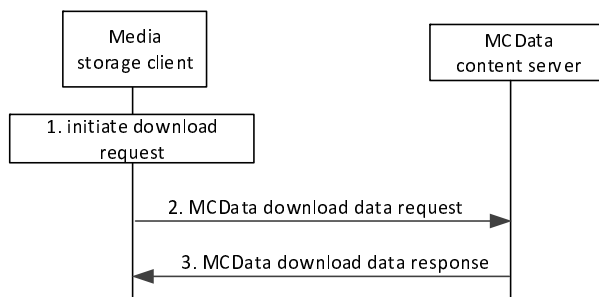 Media
storage client
MCData
content server
1. initiate download
request
2. MCData download data request
3. MCData download data response